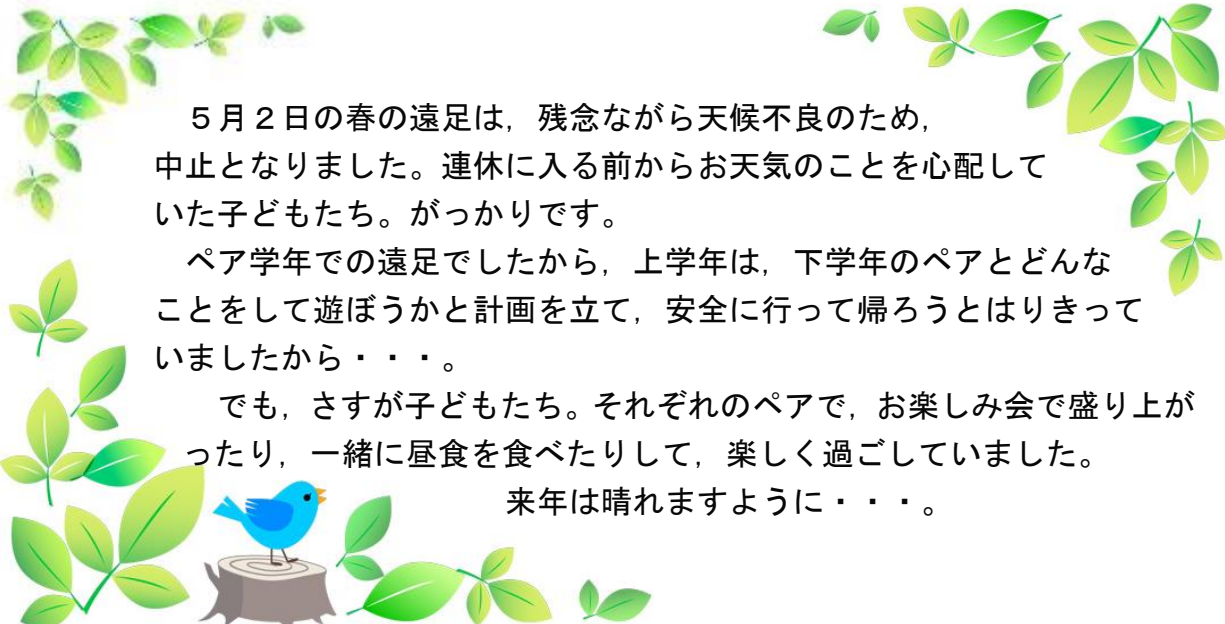 ５月２日の春の遠足は，残念ながら天候不良のため，
中止となりました。連休に入る前からお天気のことを心配して
いた子どもたち。がっかりです。
ペア学年での遠足でしたから，上学年は，下学年のペアとどんな
ことをして遊ぼうかと計画を立て，安全に行って帰ろうとはりきって
いましたから・・・。
でも，さすが子どもたち。それぞれのペアで，お楽しみ会で盛り上が
ったり，一緒に昼食を食べたりして，楽しく過ごしていました。
来年は晴れますように・・・。